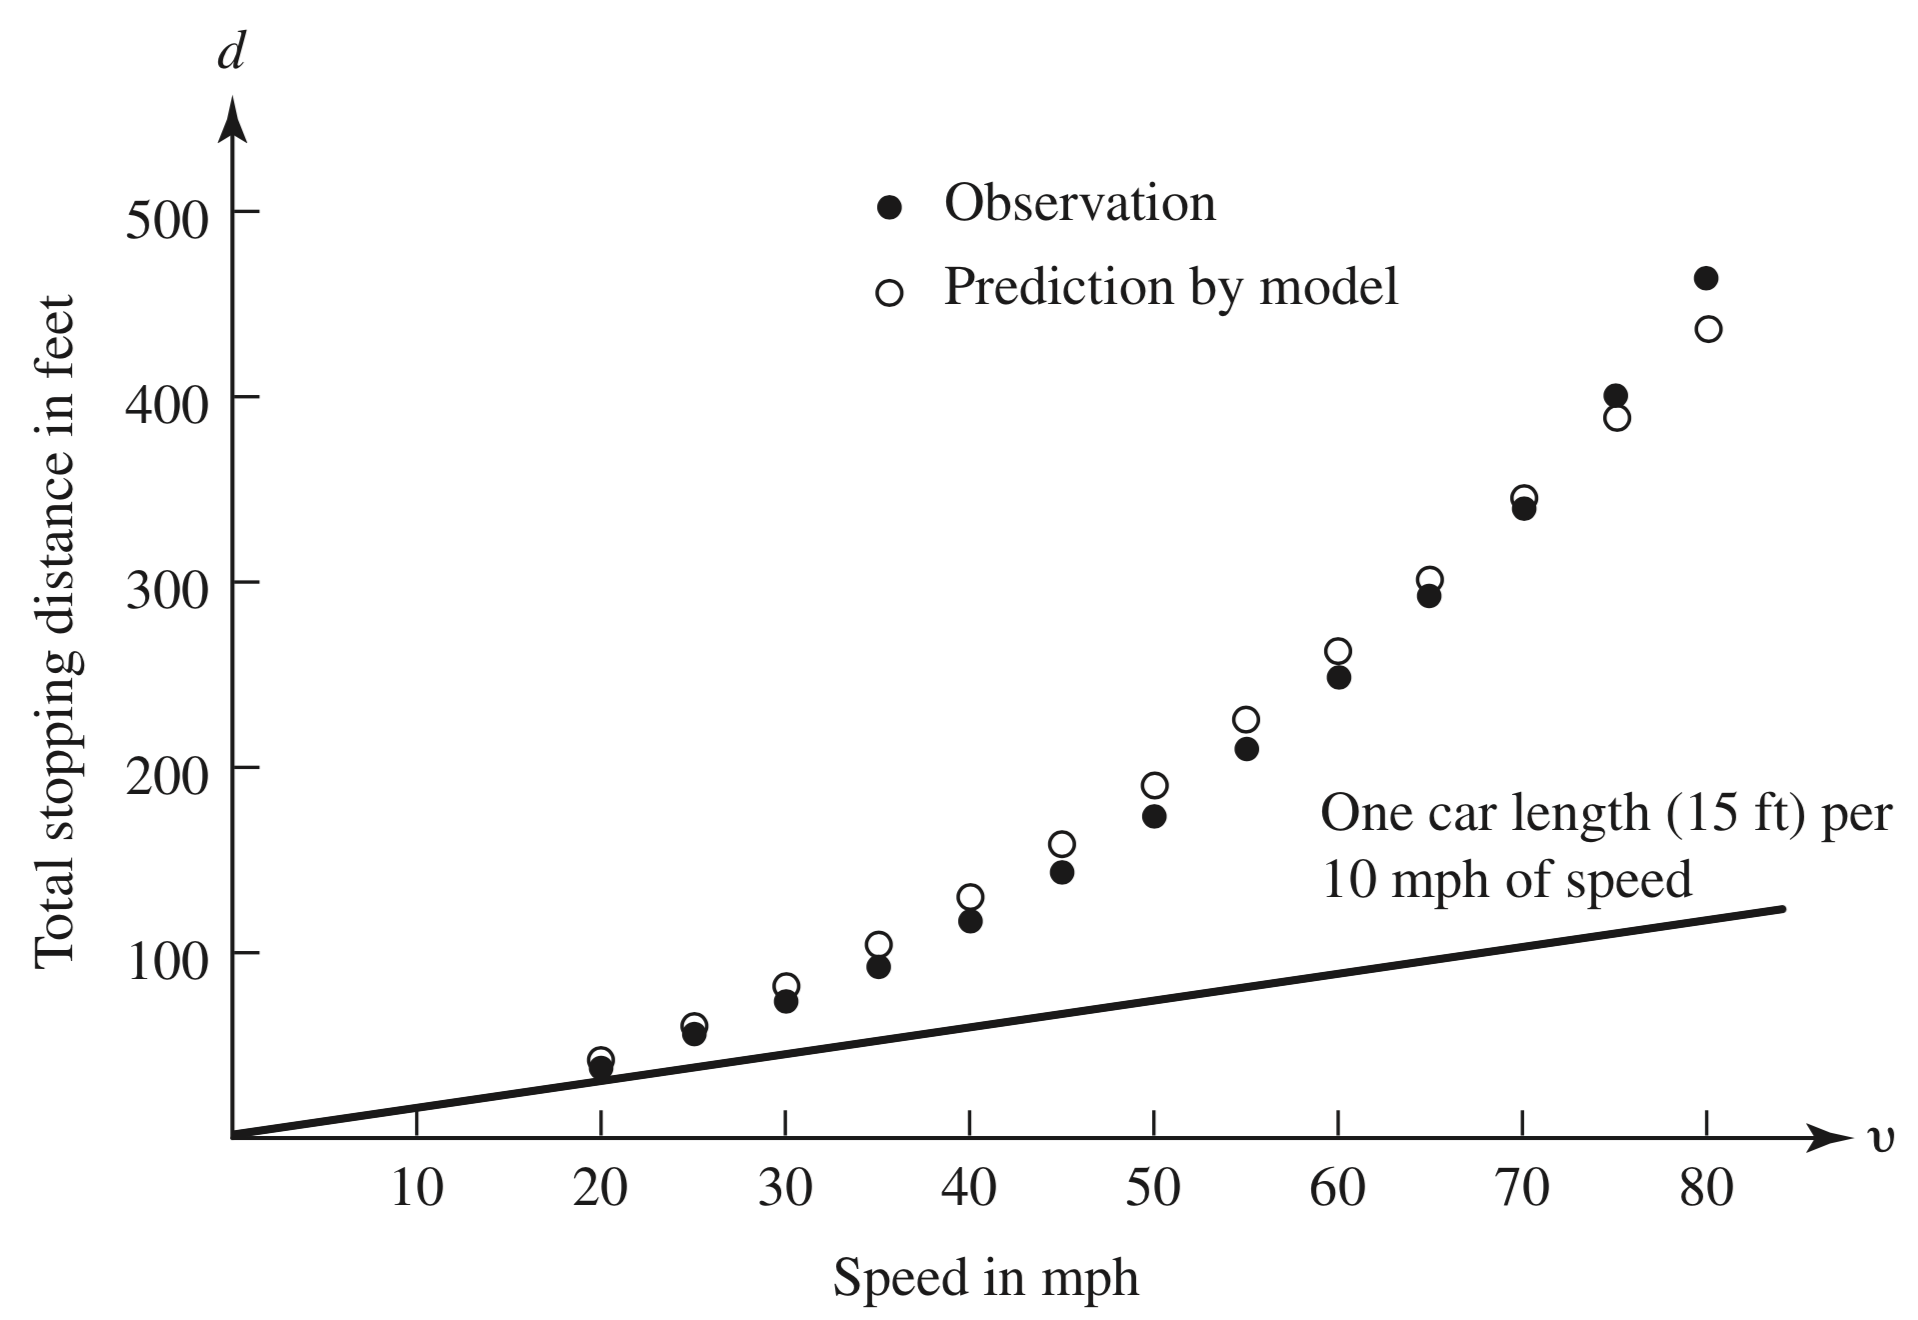 d
500
400
300
200
100
Total stopping distance in feet
Observation
Prediction by model
One car length (15 ft) per
10 mph of speed
υ
10 20 30 40 50 60 70 80
Speed in mph